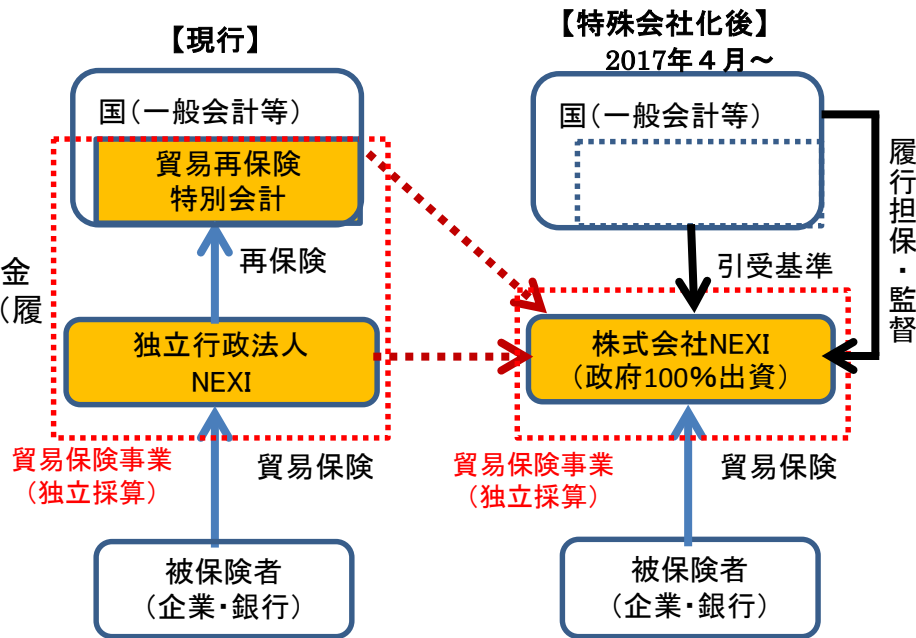 【現行】
国(一般会計等)
貿易再保険
特別会計
再保険
金
(履
独立行政法人
NEXI
貿易保険事業
(独立採算)
貿易保険
被保険者
(企業・銀行)
【特殊会社化後】
2017年4月~
国(一般会計等)
履行担保・監督
引受基準
株式会社NEXI
(政府100%出資)
貿易保険事業
(独立採算)
貿易保険
被保険者
(企業・銀行)